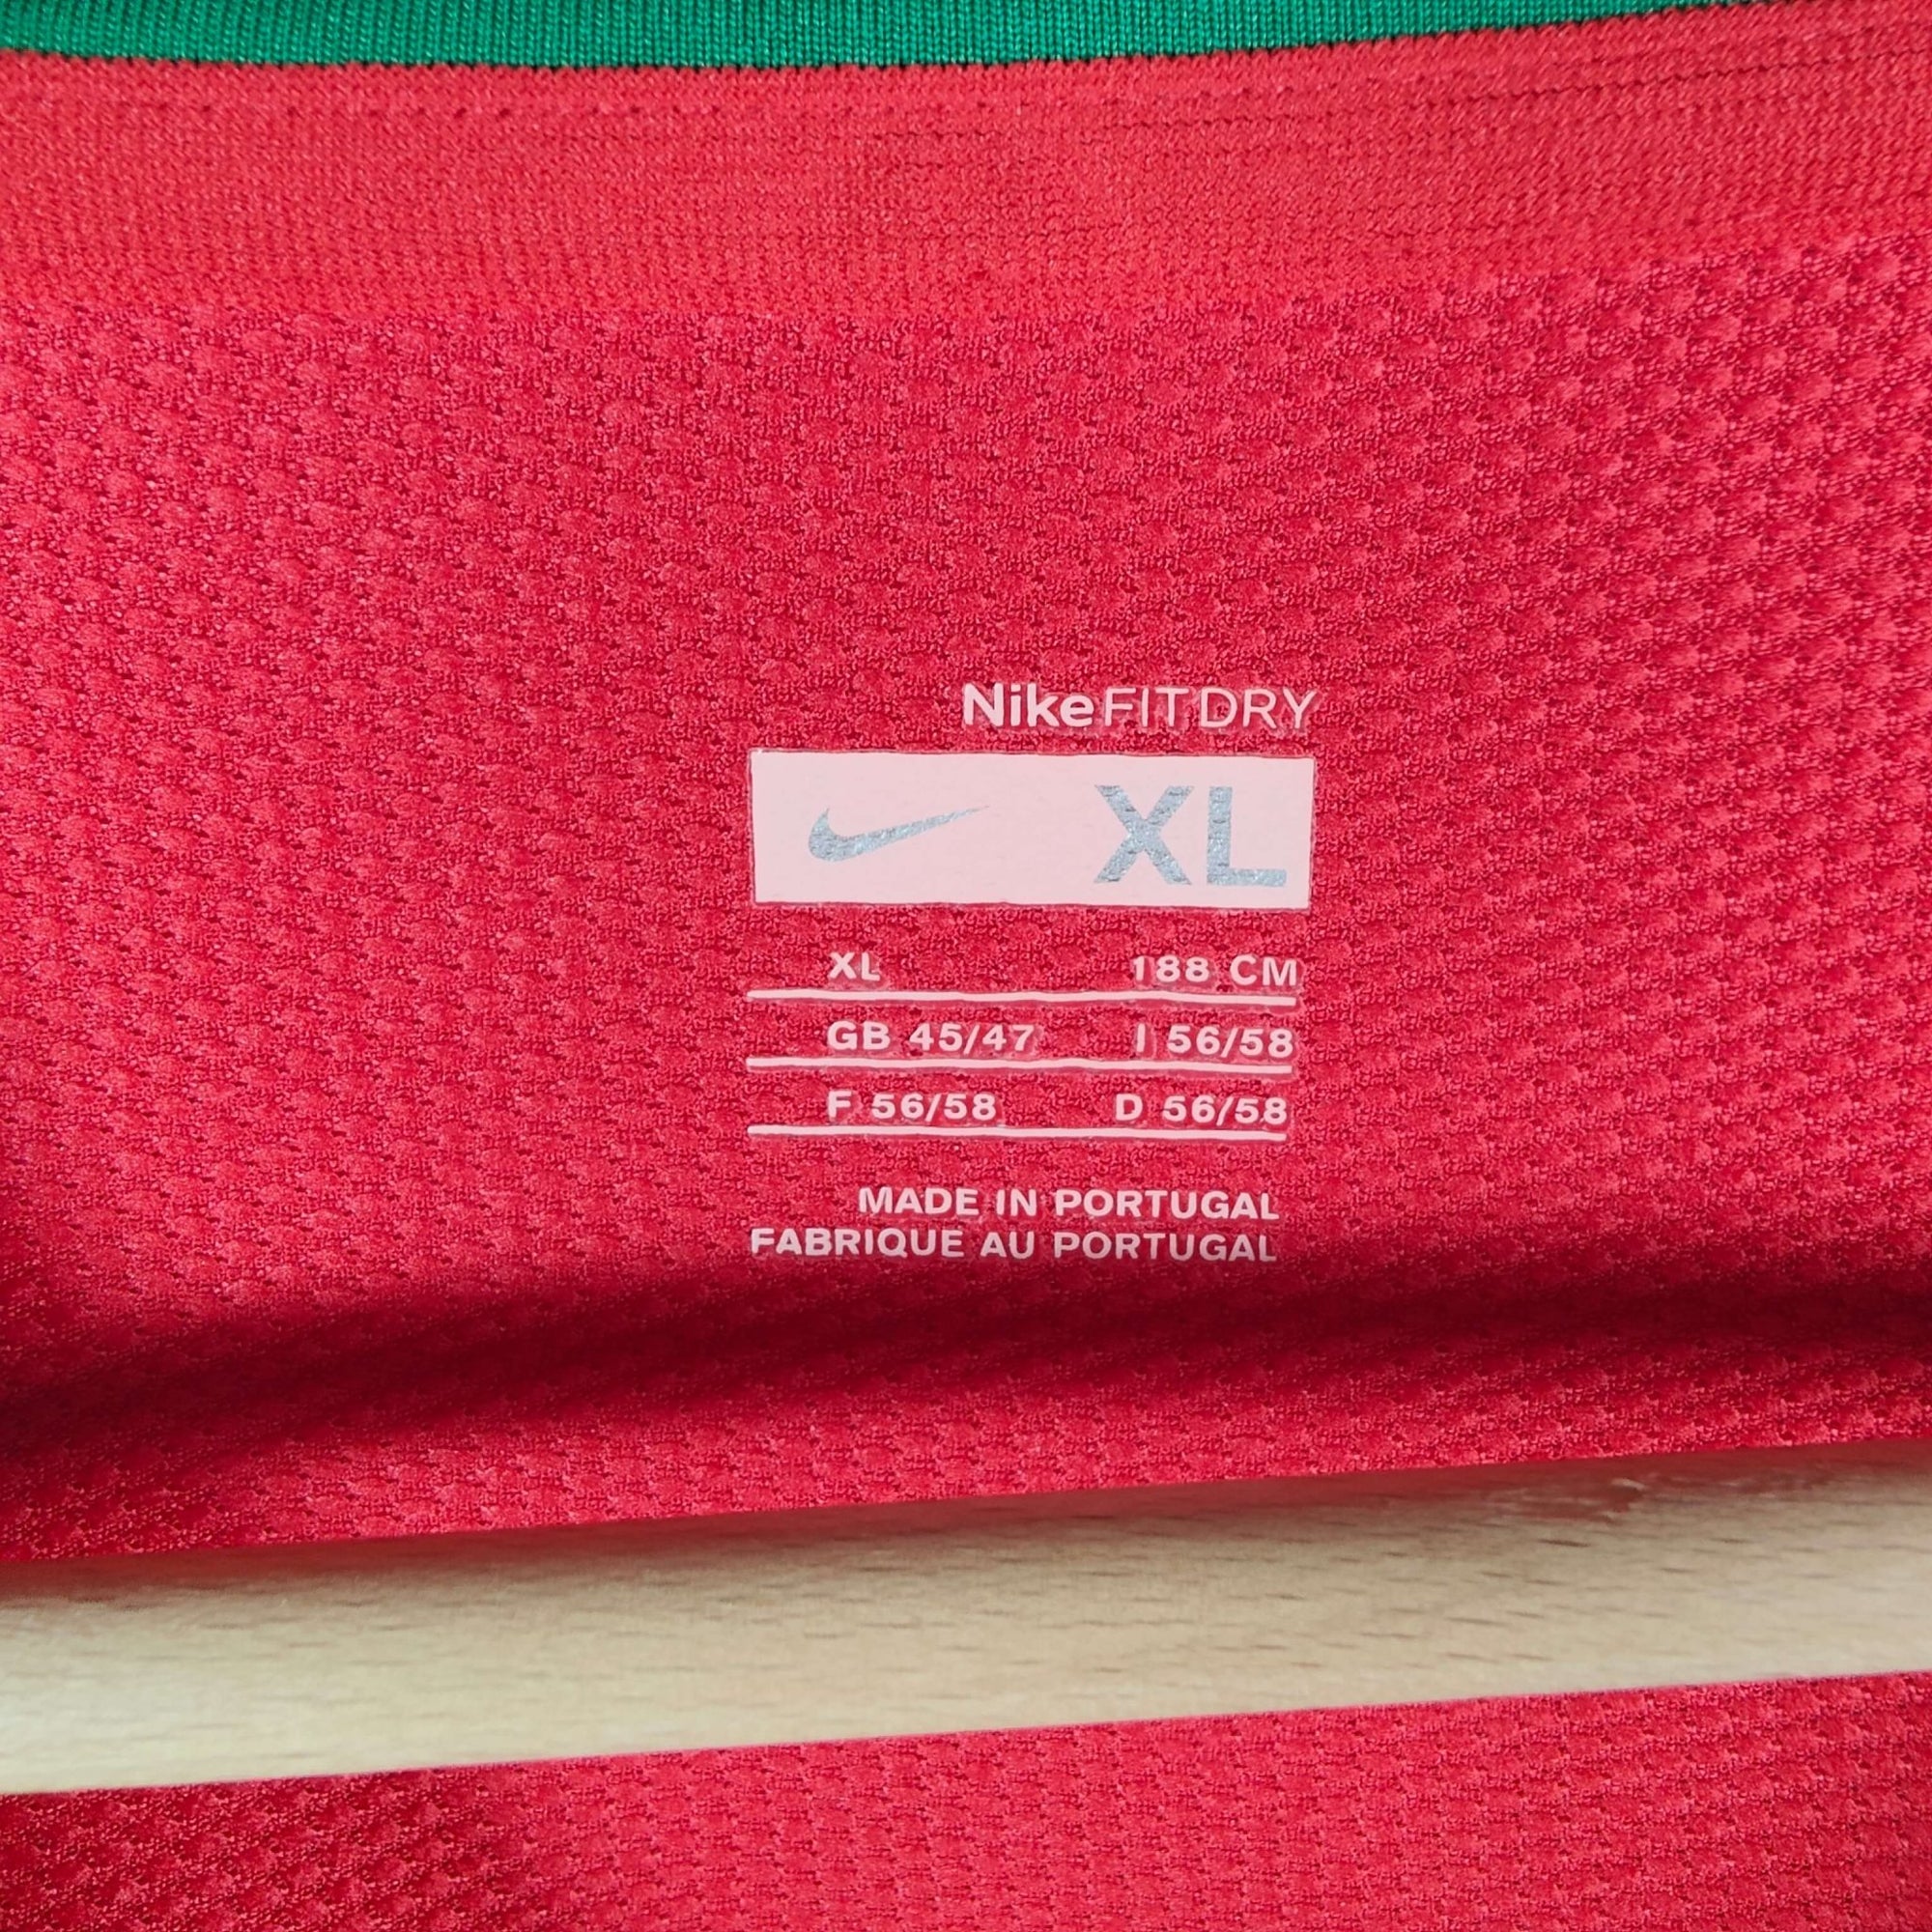 NikeFITDRY
XL
XL 188 CM
GB 45/47 I 56/58
F 56/58 D 56/58
MADE IN PORTUGAL
FABRIQUE AU PORTUGAL